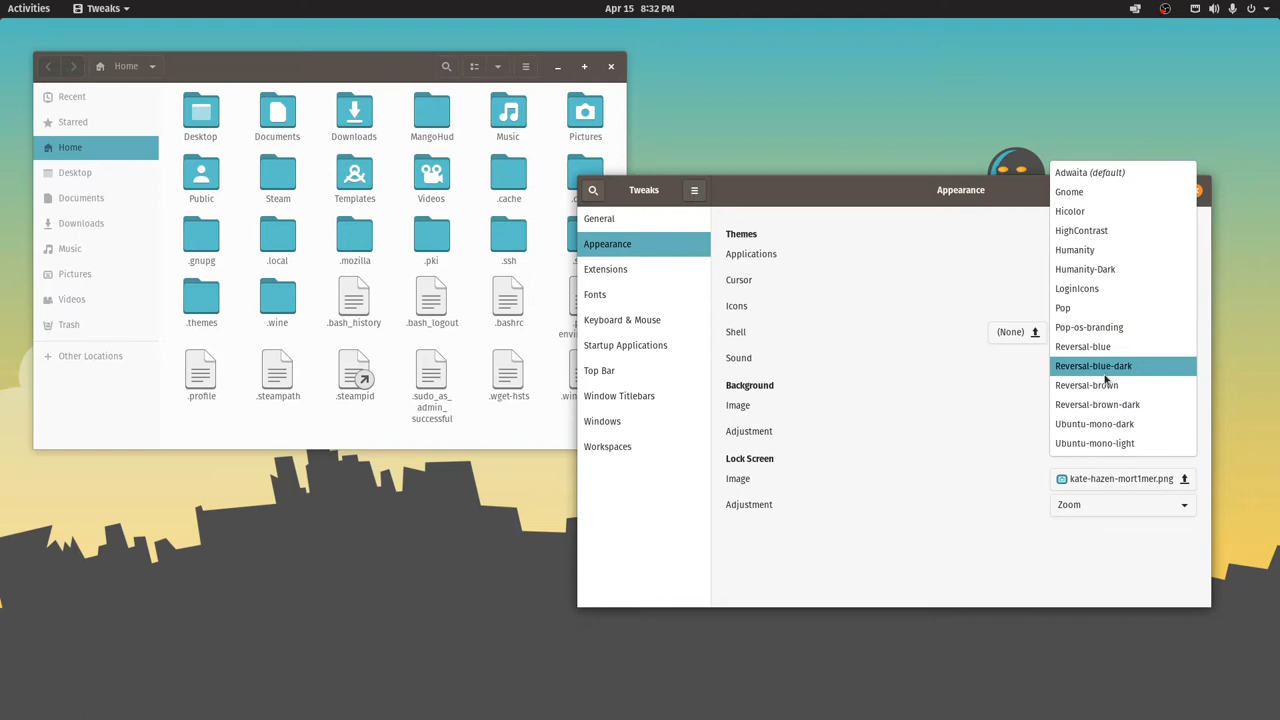 Activities
Tweaks
Apr 15 8:32 PM
Home
Recent
Starred
Home
Desktop
Documents
Downloads
Music
Pictures
Videos
Trash
Other Locations
Desktop
Documents
Downloads
MangoHud
Music
Pictures
Public
Steam
Templates
Videos
.cache
.gnupg
.local
.mozilla
.pki
.ssh
.themes
.wine
.bash_history
.bash_logout
.bashrc
.profile
.steampath
.steampid
.sudo_as_
admin_
successful
.wget-hsts
Tweaks
Appearance
General
Appearance
Extensions
Fonts
Keyboard & Mouse
Startup Applications
Top Bar
Window Titlebars
Windows
Workspaces
Themes
Applications
Cursor
Icons
Shell
(None)
Sound
Background
Image
Adjustment
Lock Screen
Image
kate-hazen-mort1mer.png
Adjustment
Zoom
Adwaita (default)
Gnome
Hicolor
HighContrast
Humanity
Humanity-Dark
LoginIcons
Pop
Pop-os-branding
Reversal-blue
Reversal-blue-dark
Reversal-brown
Reversal-brown-dark
Ubuntu-mono-dark
Ubuntu-mono-light